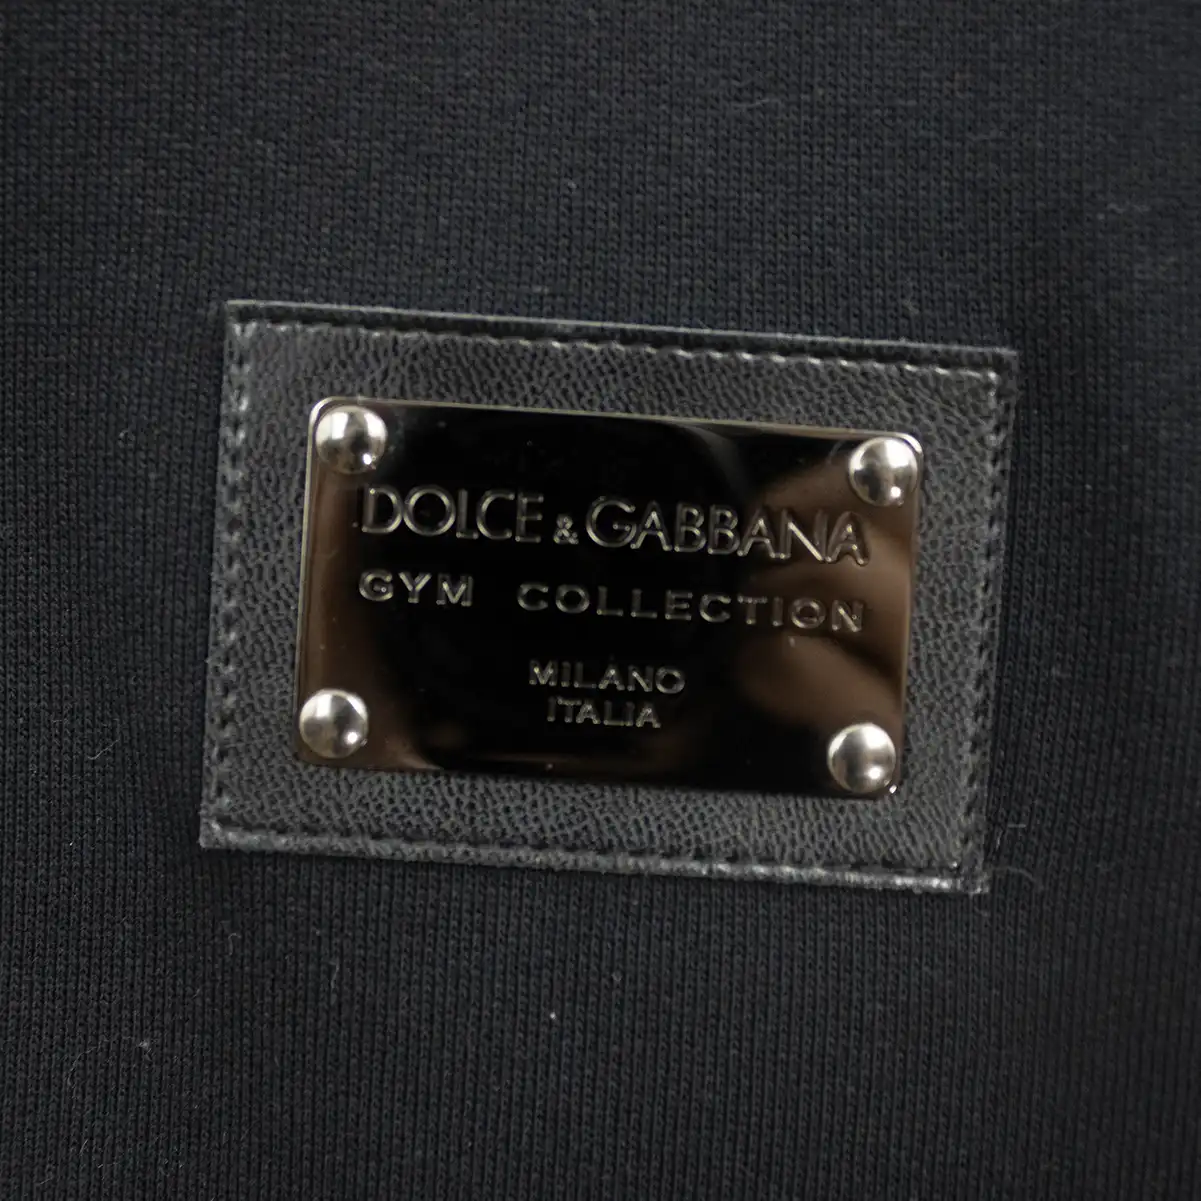 DOLCE & GABBANA
GYM COLLECTION
MILANO
ITALIA